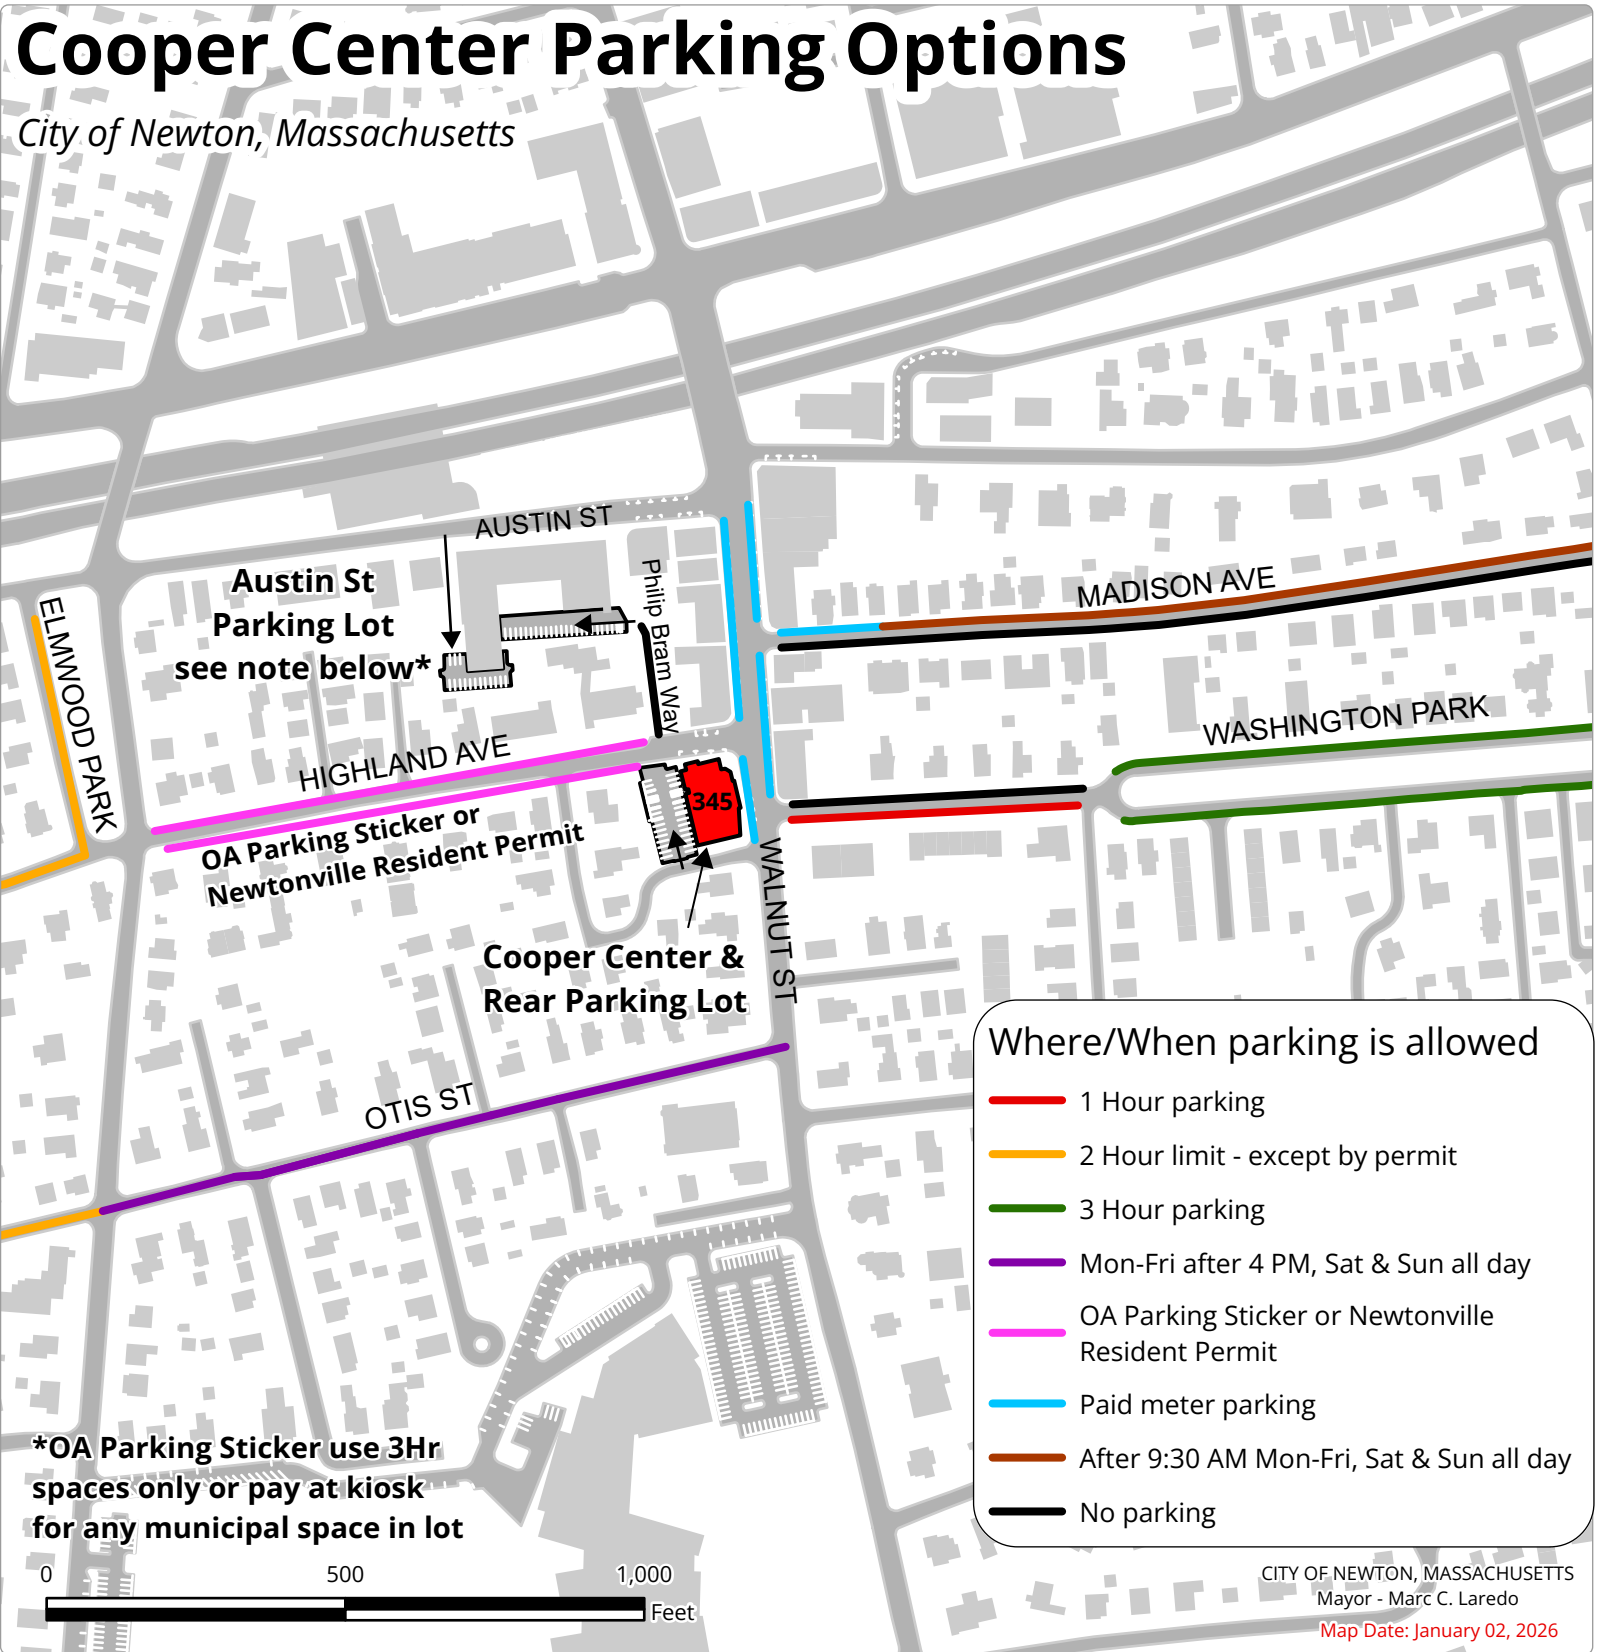 Cooper Center Parking Options
City of Newton, Massachusetts
AUSTIN ST
Austin St
Parking Lot
see note below*
Philip Bram Way
ELMWOOD PARK
MADISON AVE
WASHINGTON PARK
HIGHLAND AVE
345
OA Parking Sticker or
Newtonville Resident Permit
WALNUT ST
Cooper Center &
Rear Parking Lot
OTIS ST
Where/When parking is allowed
1 Hour parking
2 Hour limit - except by permit
3 Hour parking
Mon-Fri after 4 PM, Sat & Sun all day
OA Parking Sticker or Newtonville
Resident Permit
Paid meter parking
After 9:30 AM Mon-Fri, Sat & Sun all day
No parking
*OA Parking Sticker use 3Hr
spaces only or pay at kiosk
for any municipal space in lot
0 500 1,000
Feet
CITY OF NEWTON, MASSACHUSETTS
Mayor - Marc C. Laredo
Map Date: January 02, 2026